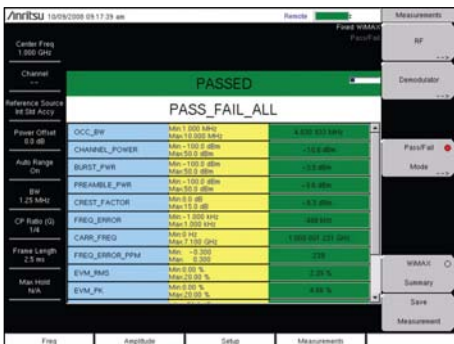 Anritsu 10/09/2008 09:17:29 am
Remote
Measurements
Fixed WiMAX
Pass/Fail
Center Freq
1.000 GHz
Channel
--
Reference Source
Int Std Accy
Power Offset
0.0 dB
Auto Range
On
BW
1.25 MHz
CP Ratio (G)
1/4
Frame Length
2.5 ms
Max Hold
N/A
PASSED
PASS_FAIL_ALL
OCC_BW Min:1.000 MHz
Max:10.000 MHz
CHANNEL_POWER Min:-100.0 dBm
Max:50.0 dBm
BURST_PWR Min:-100.0 dBm
Max:50.0 dBm
PREAMBLE_PWR Min:-100.0 dBm
Max:50.0 dBm
CREST_FACTOR Min:0.0 dB
Max:15.0 dB
FREQ_ERROR Min:-1.000 kHz
Max:1.000 kHz
CARR_FREQ Min:0 Hz
Max:7.100 GHz
FREQ_ERROR_PPM Min: -0.300
Max: 0.300
EVM_RMS Min:0.00 %
Max:20.00 %
EVM_PK Min:0.00 %
Max:20.00 %
RF
-->
Demodulator
-->
Pass/Fail
Mode
-->
WiMAX
Summary
Save
Measurement
Freq
Amplitude
Setup
Measurements